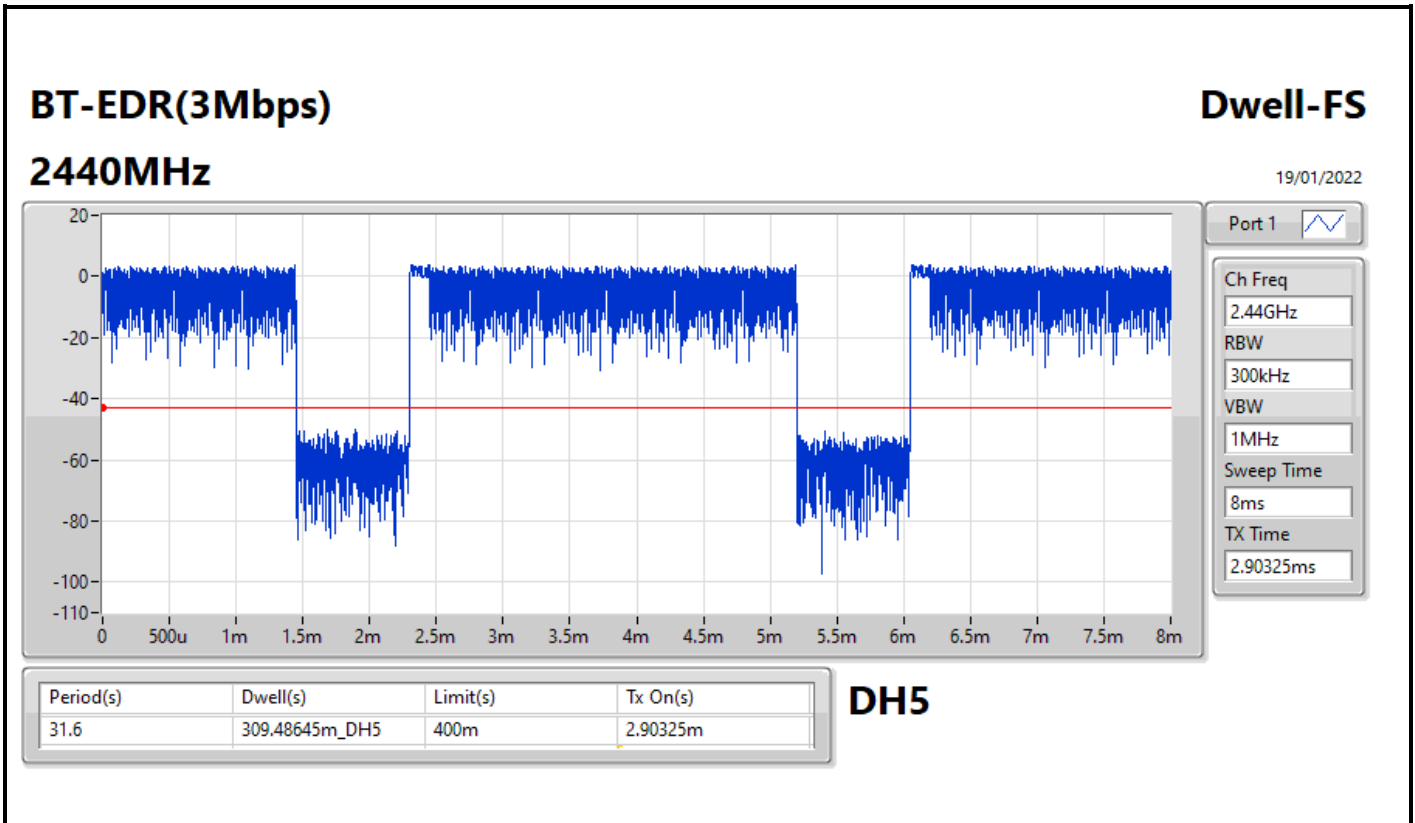 BT-EDR(3Mbps)
Dwell-FS
2440MHz
19/01/2022
Port 1
20
0
-20
-40
-60
-80
-100
-110
0 500u 1m 1.5m 2m 2.5m 3m 3.5m 4m 4.5m 5m 5.5m 6m 6.5m 7m 7.5m 8m
Ch Freq
2.44GHz
RBW
300kHz
VBW
1MHz
Sweep Time
8ms
TX Time
2.90325ms
Period(s) Dwell(s) Limit(s) Tx On(s)
31.6 309.48645m_DH5 400m 2.90325m
DH5